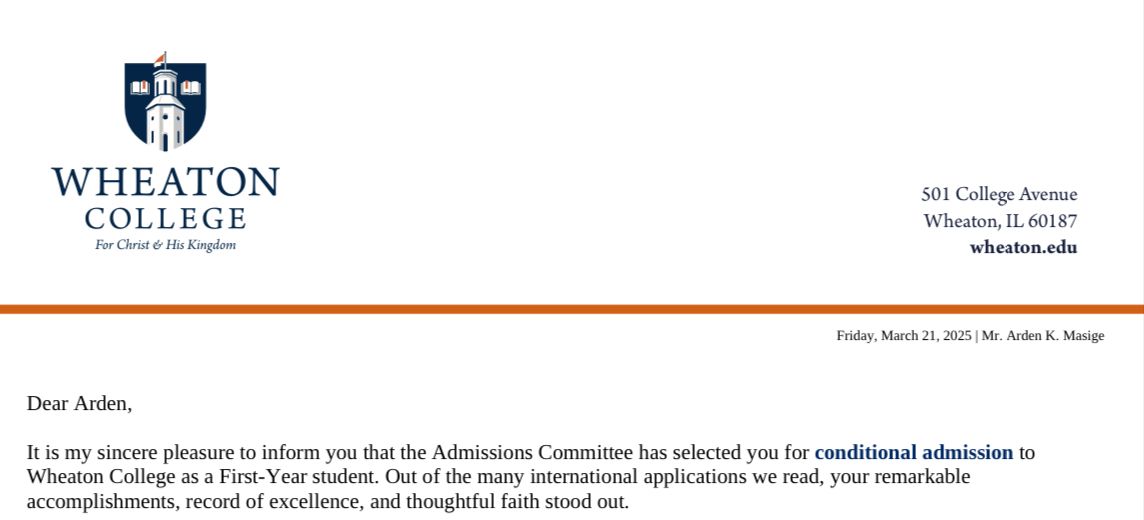 WHEATON
COLLEGE
For Christ & His Kingdom
501 College Avenue
Wheaton, IL 60187
wheaton.edu
Friday, March 21, 2025 | Mr. Arden K. Masige
Dear Arden,
It is my sincere pleasure to inform you that the Admissions Committee has selected you for conditional admission to
Wheaton College as a First-Year student. Out of the many international applications we read, your remarkable
accomplishments, record of excellence, and thoughtful faith stood out.